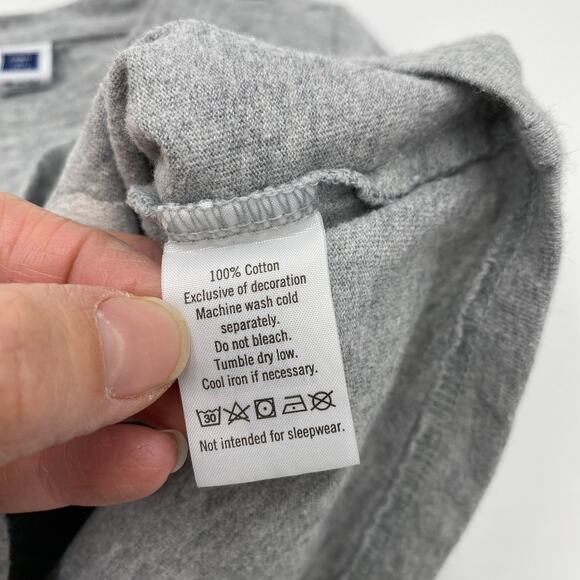 100% Cotton
Exclusive of decoration
Machine wash cold
separately.
Do not bleach.
Tumble dry low.
Cool iron if necessary.
30
Not intended for sleepwear.